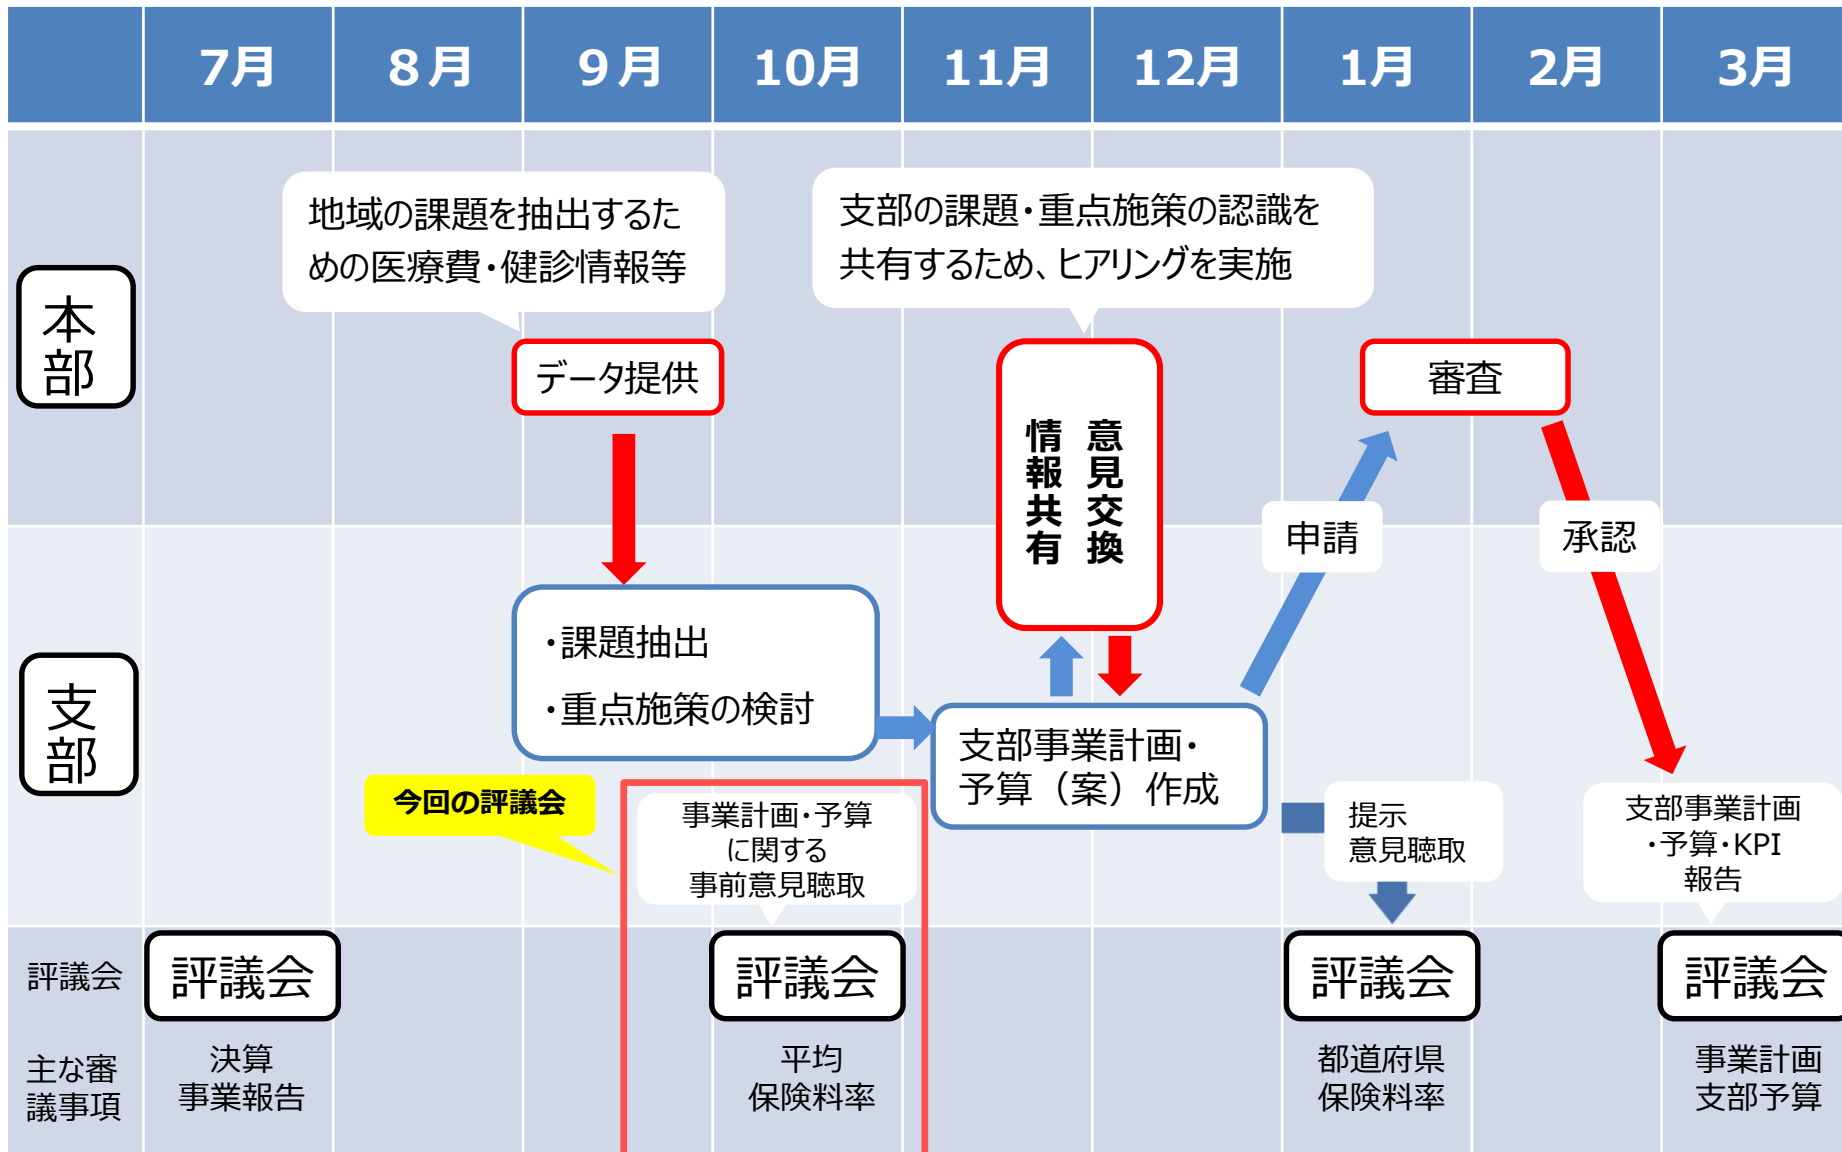 7月
８月
９月
10月
11月
12月
1月
2月
3月
本部
地域の課題を抽出するた
めの医療費・健診情報等
支部の課題・重点施策の認識を
共有するため、ヒアリングを実施
データ提供
意見交換
情報共有
審査
申請
承認
支部
・課題抽出
・重点施策の検討
支部事業計画・
予算（案）作成
今回の評議会
事業計画・予算
に関する
事前意見聴取
提示
意見聴取
支部事業計画
・予算・KPI
報告
評議会
評議会
評議会
評議会
評議会
主な審
議事項
決算
事業報告
平均
保険料率
都道府県
保険料率
事業計画
支部予算